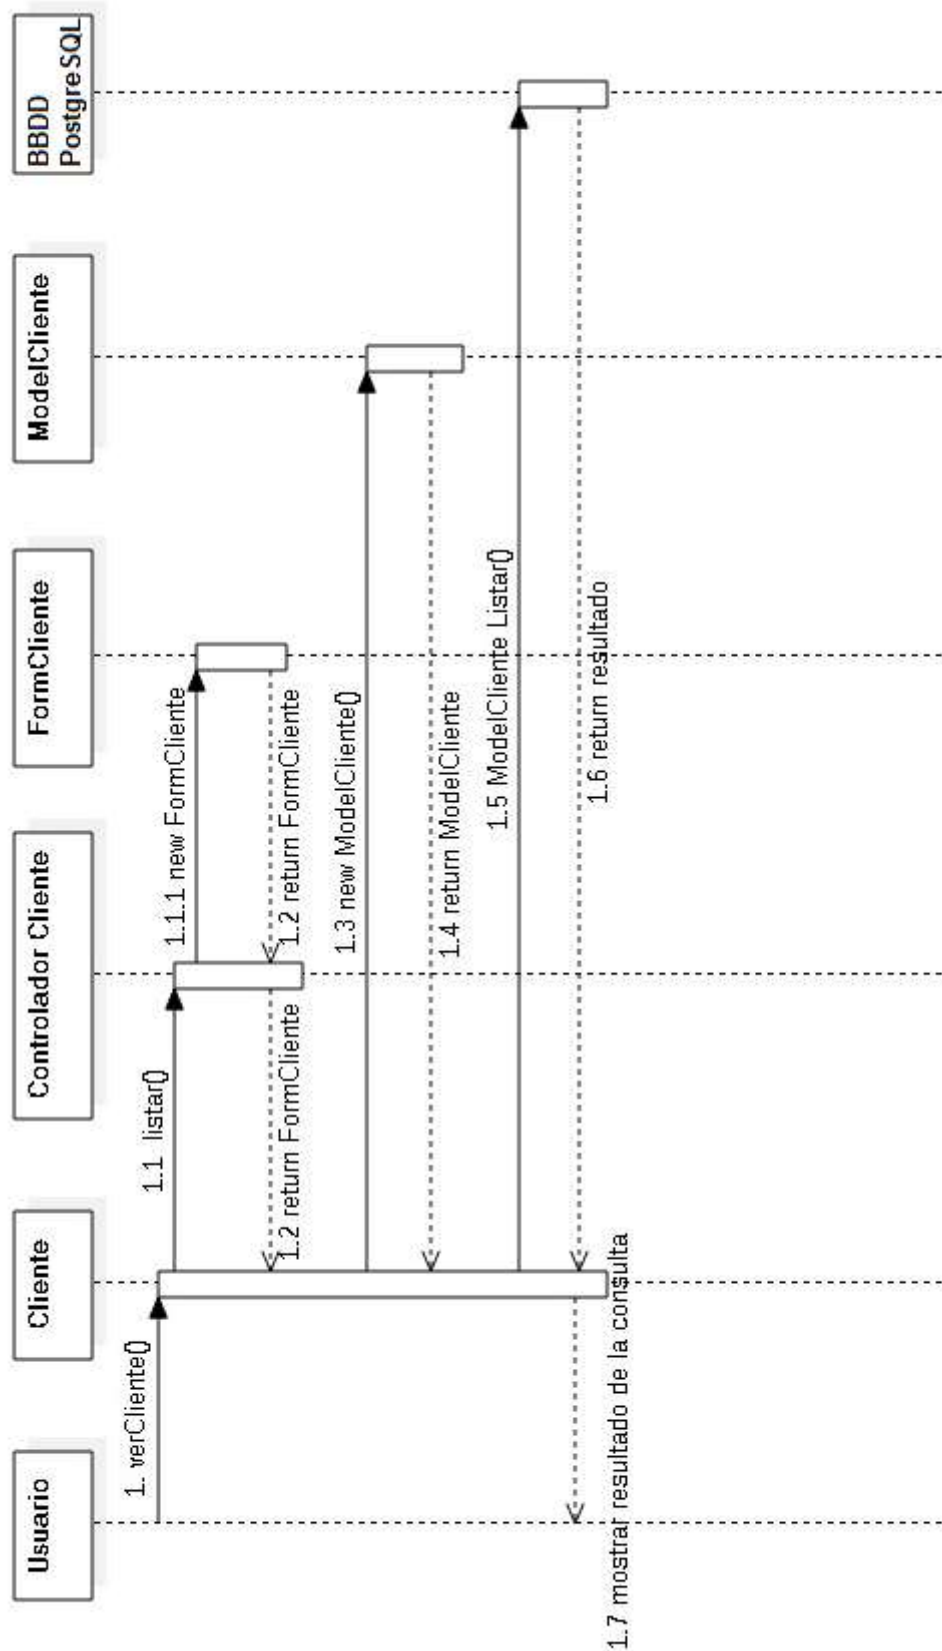 Usuario
Cliente
Controlador Cliente
FormCliente
ModelCliente
BBDD
PostgreSQL
1. verCliente()
1.1 listar()
1.1.1 new FormCliente
1.2 return FormCliente
1.2 return FormCliente
1.3 new ModelCliente()
1.4 return ModelCliente
1.5 ModelCliente Listar()
1.6 return resultado
1.7 mostrar resultado de la consulta